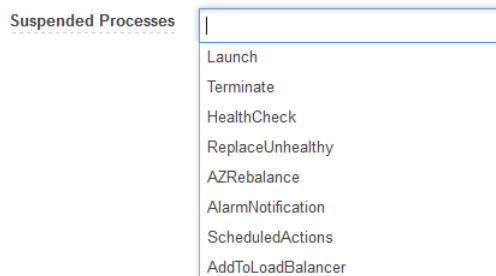 Suspended Processes
Launch
Terminate
HealthCheck
ReplaceUnhealthy
AZRebalance
AlarmNotification
ScheduledActions
AddToLoadBalancer